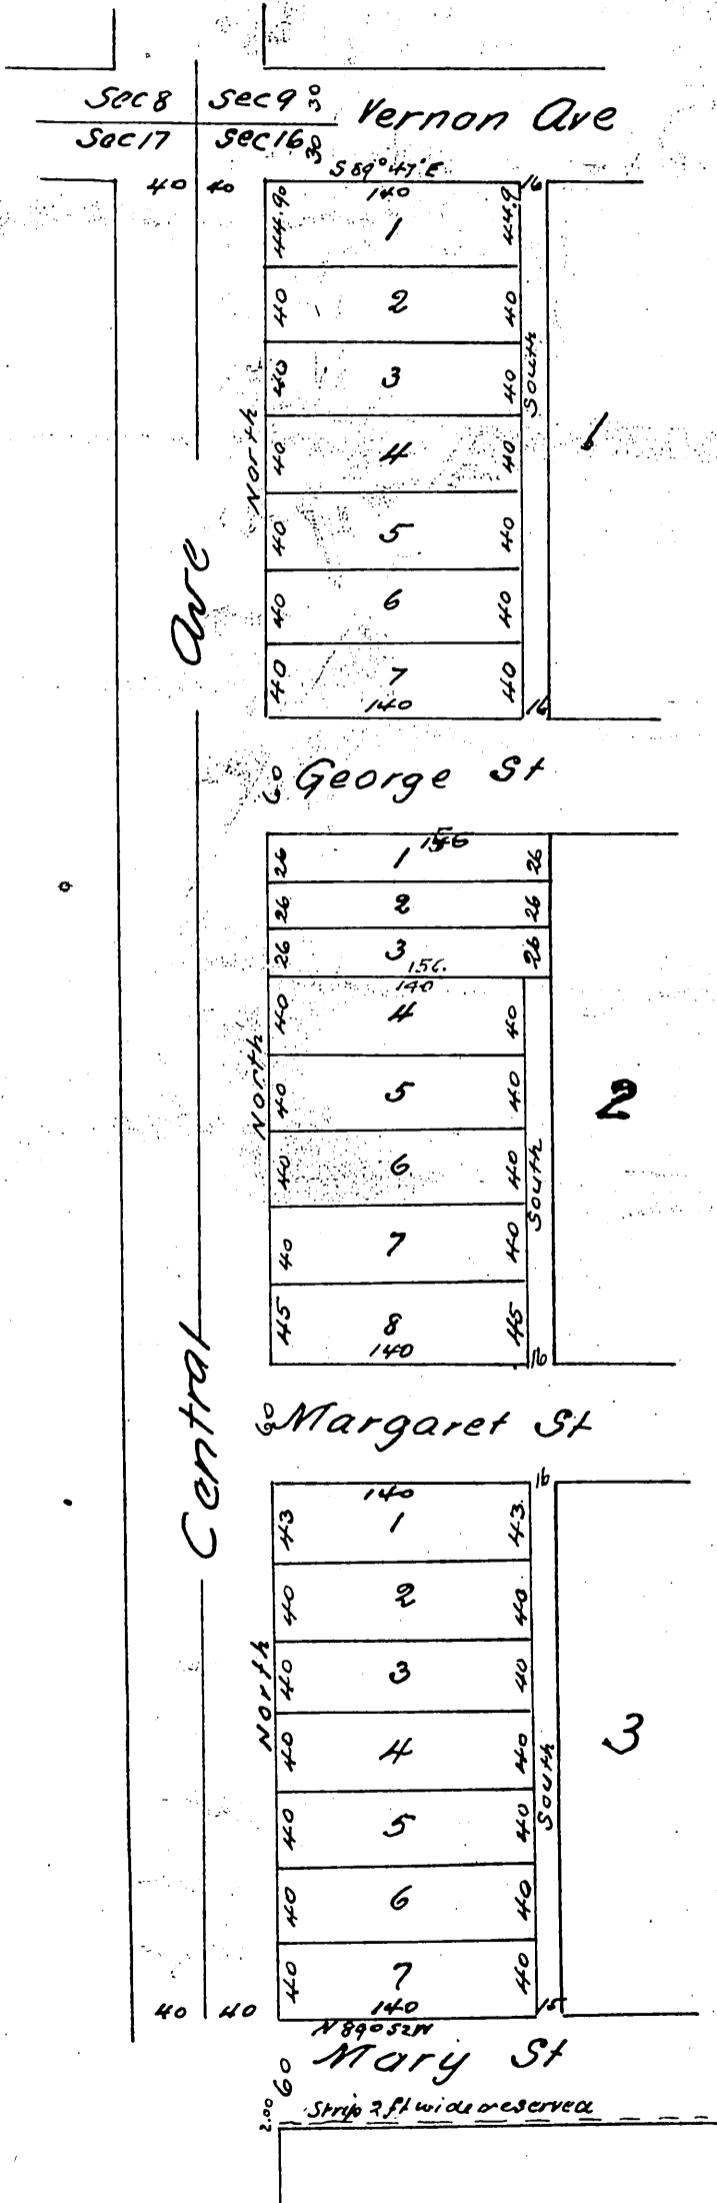 Sec 8 Sec 9 30 Vernon Ave
Sec 17 Sec 16 30
S 89° 47' E
40 40 140 16
44.90 1 44.9
40 2 40
40 3 40
South
North
40 4 40
1
40 5 40
Ave
40 6 40
40 7 40
140 16
60 George St
156
26 1 26
26 2 26
26 3 26
156.
140
40 4 40
North
40 5 40
2
40 6 40
South
40 7 40
45 8 45
140 16
Central
60 Margaret St
140 16
43 1 43
40 2 40
North
40 3 40
40 4 40
3
South
40 5 40
40 6 40
40 7 40
40 40 140 15
N 89° 52 W
60 Mary St
2.00 Strip 2 ft wide reserved